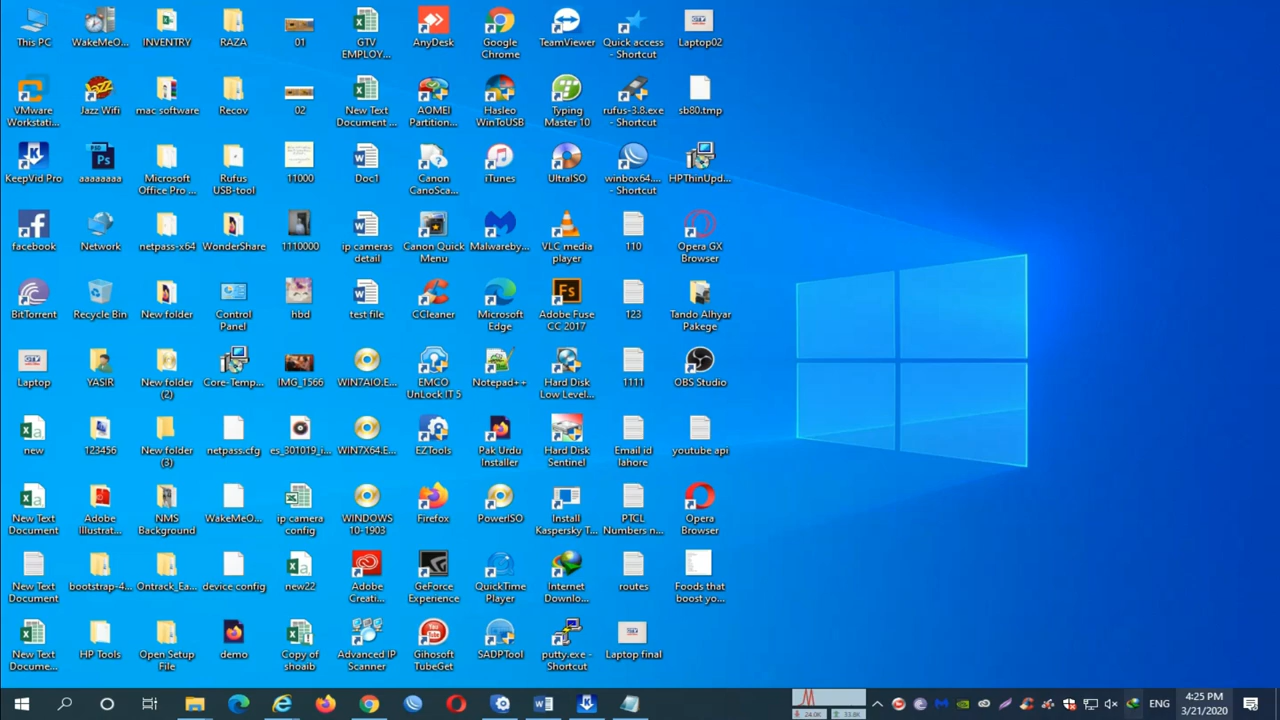 This PC
WakeMeO...
INVENTRY
RAZA
01
GTV
EMPLOY...
AnyDesk
Google
Chrome
TeamViewer
Quick access
- Shortcut
Laptop02
VMware
Workstati...
Jazz Wifi
mac software
Recov
02
New Text
Document ...
AOMEI
Partition...
Hasleo
WinToUSB
Typing
Master 10
rufus-3.8.exe
- Shortcut
sb80.tmp
KeepVid Pro
aaaaaaaa
Microsoft
Office Pro ...
Rufus
USB-tool
11000
Doc1
Canon
CanoSca...
iTunes
UltraISO
winbox64....
- Shortcut
HPThinUpd...
facebook
Network
netpass-x64
WonderShare
1110000
ip cameras
detail
Canon Quick
Menu
Malwareby...
VLC media
player
110
Opera GX
Browser
BitTorrent
Recycle Bin
New folder
Control
Panel
hbd
test file
CCleaner
Microsoft
Edge
Adobe Fuse
CC 2017
123
Tando Alhyar
Pakege
Laptop
YASIR
New folder
(2)
Core-Temp...
IMG_1566
WIN7AIO.E...
EMCO
UnLock IT 5
Notepad++
Hard Disk
Low Level...
1111
OBS Studio
new
123456
New folder
(3)
netpass.cfg
es_301019_i...
WIN7X64.E...
EZTools
Pak Urdu
Installer
Hard Disk
Sentinel
Email id
lahore
youtube api
New Text
Document
Adobe
Illustrat...
NMS
Background
WakeMeO...
ip camera
config
WINDOWS
10-1903
Firefox
PowerISO
Install
Kaspersky T...
PTCL
Numbers n...
Opera
Browser
New Text
Document
bootstrap-4...
Ontrack_Ea...
device config
new22
Adobe
Creati...
GeForce
Experience
QuickTime
Player
Internet
Downlo...
routes
Foods that
boost yo...
New Text
Docume...
HP Tools
Open Setup
File
demo
Copy of
shoaib
Advanced IP
Scanner
Gihosoft
TubeGet
SADPTool
putty.exe -
Shortcut
Laptop final
24.0K
53.8K
ENG
4:25 PM
3/21/2020